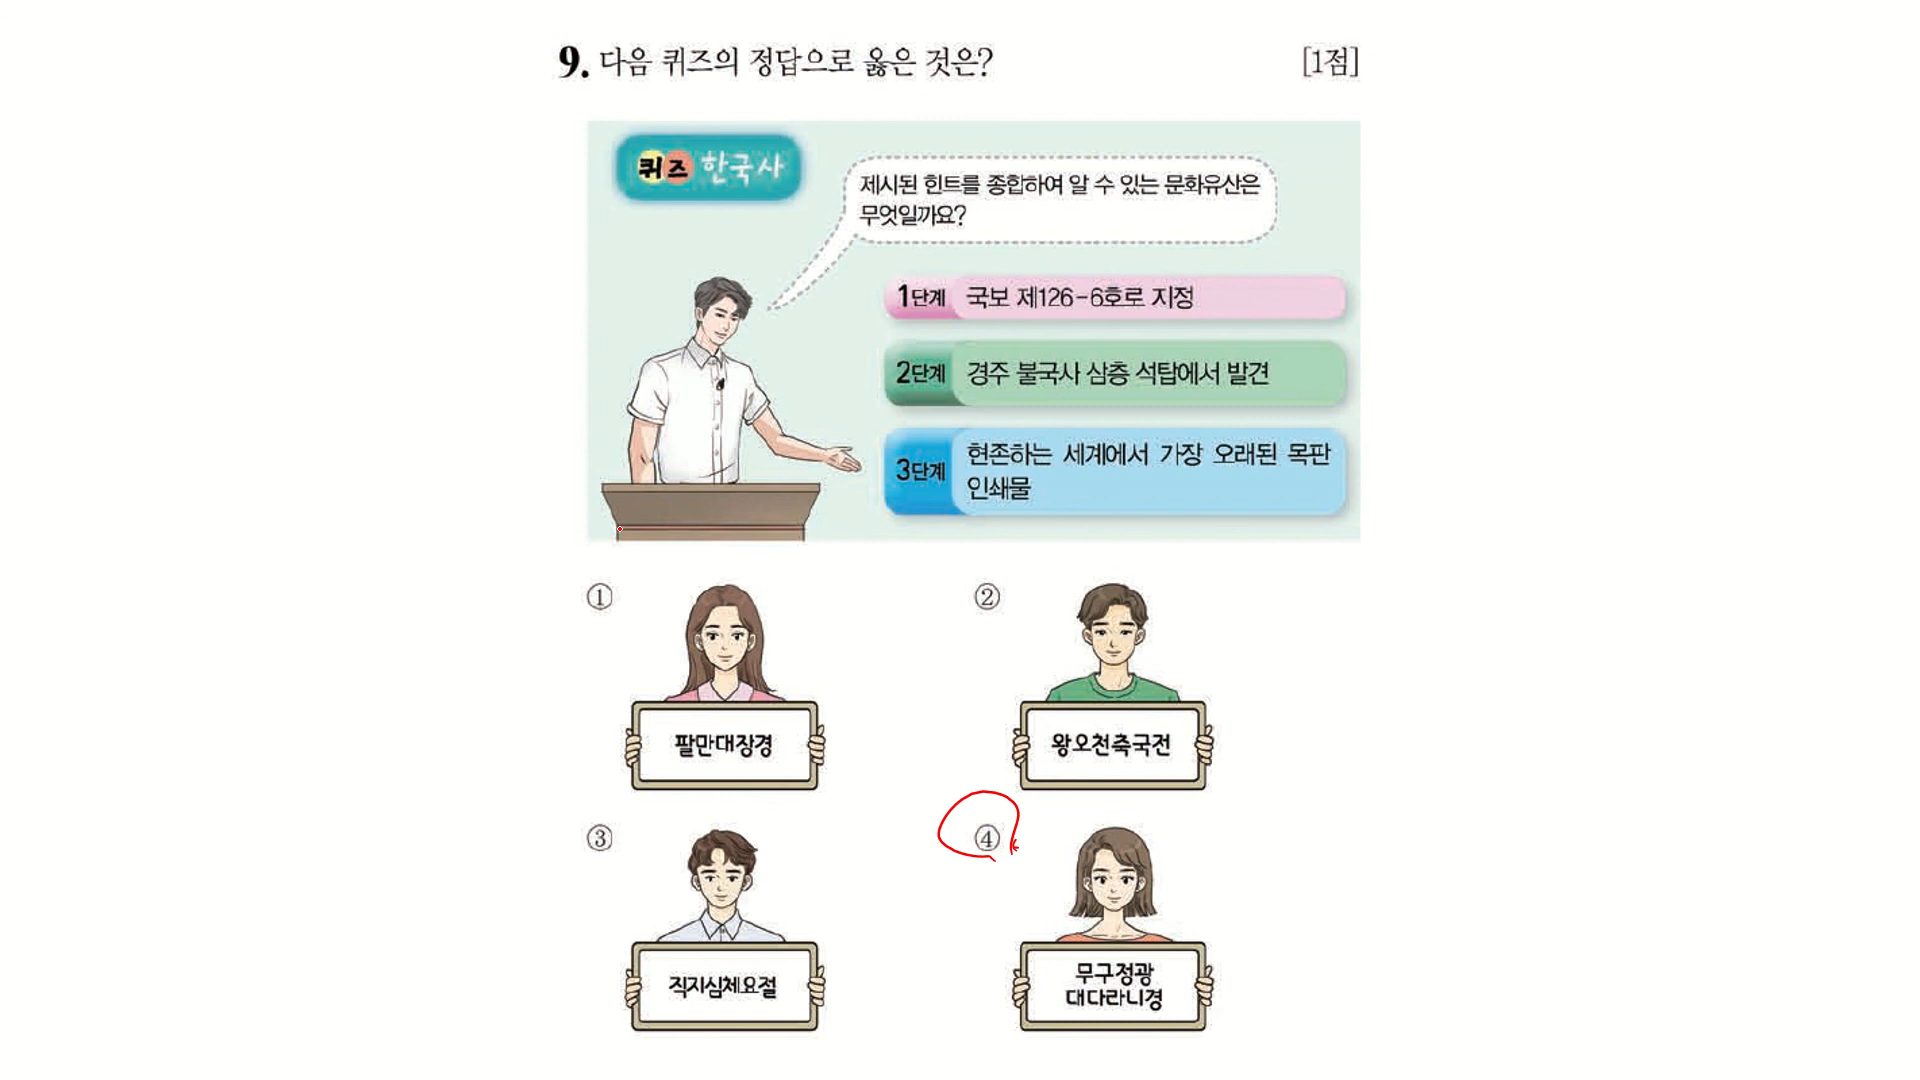 9. 다음 퀴즈의 정답으로 옳은 것은? [1점]
퀴즈 한국사
제시된 힌트를 종합하여 알 수 있는 문화유산은
무엇일까요?
1단계 국보 제126-6호로 지정
2단계 경주 불국사 삼층 석탑에서 발견
3단계 현존하는 세계에서 가장 오래된 목판
인쇄물
① ②
팔만대장경 왕오천축국전
③ ④
직지심체요절 무구정광
대다라니경